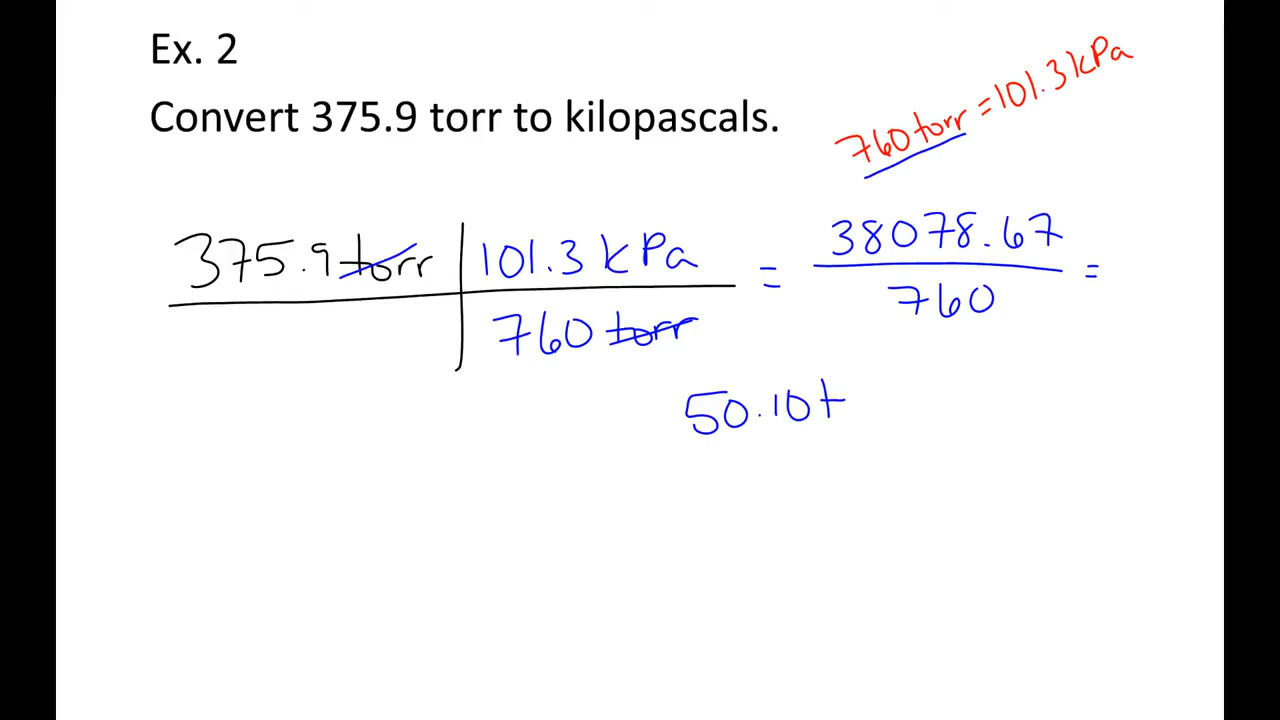 Ex. 2
Convert 375.9 torr to kilopascals.
760 torr = 101.3 kPa
375.9 torr | 101.3 kPa = 38078.67 =
760 torr 760
50.10t